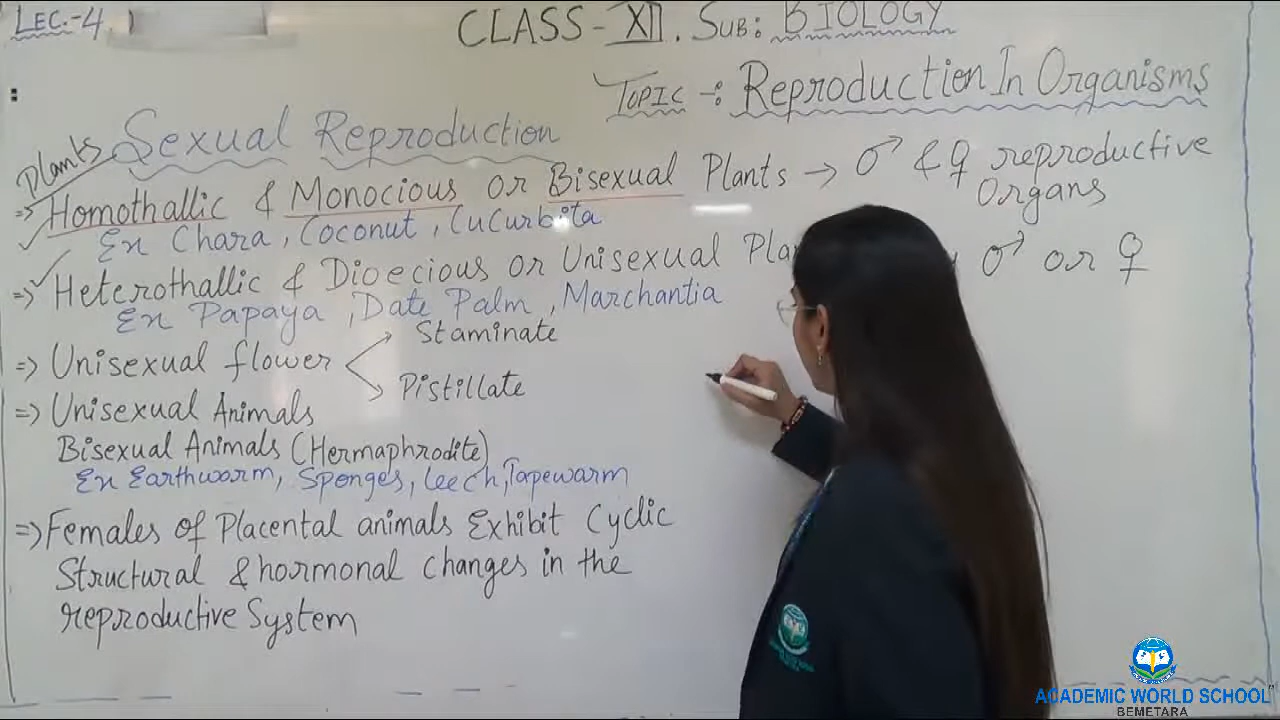 LEC.-4
CLASS-XII. SUB: BIOLOGY
TOPIC -: Reproduction In Organisms
Plants
Sexual Reproduction
=> Homothallic & Monocious or Bisexual Plants → ♂ & ♀ reproductive Organs
Ex Chara, Coconut, Cucurbita
=> Heterothallic & Dioecious or Unisexual Plan ♂ or ♀
Ex Papaya, Date Palm, Marchantia
=> Unisexual flower
Staminate
Pistillate
=> Unisexual Animals
Bisexual Animals (Hermaphrodite)
Ex Earthworm, Sponges, leech, Tapewarm
=> Females of Placental animals Exhibit Cyclic
Structural & hormonal changes in the
reproductive System
ACADEMIC WORLD SCHOOL
BEMETARA